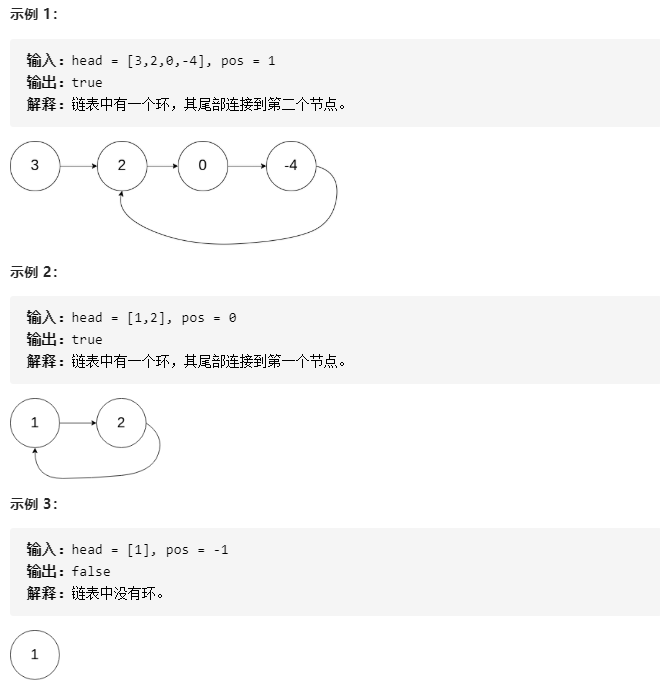 示例 1：
输入：head = [3,2,0,-4], pos = 1
输出：true
解释：链表中有一个环，其尾部连接到第二个节点。
3 2 0 -4
示例 2：
输入：head = [1,2], pos = 0
输出：true
解释：链表中有一个环，其尾部连接到第一个节点。
1 2
示例 3：
输入：head = [1], pos = -1
输出：false
解释：链表中没有环。
1